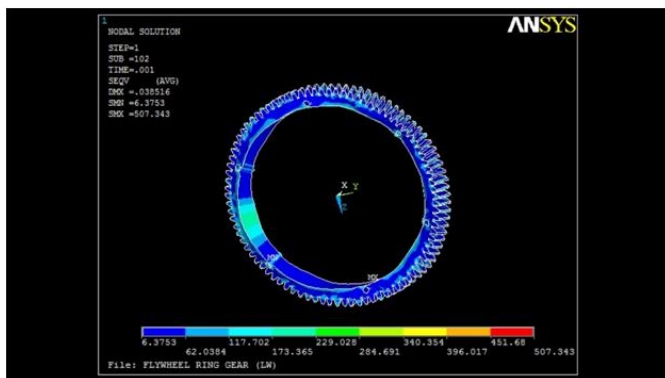 1
ANSYS
NODAL SOLUTION
STEP=1
SUB =102
TIME=.001
SEQV (AVG)
DMX =.038516
SMN =6.3753
SMX =507.343
X
Y
Z
MN
MX
6.3753 117.702 229.028 340.354 451.68
62.0384 173.365 284.691 396.017 507.343
File: FLYWHEEL RING GEAR (LW)